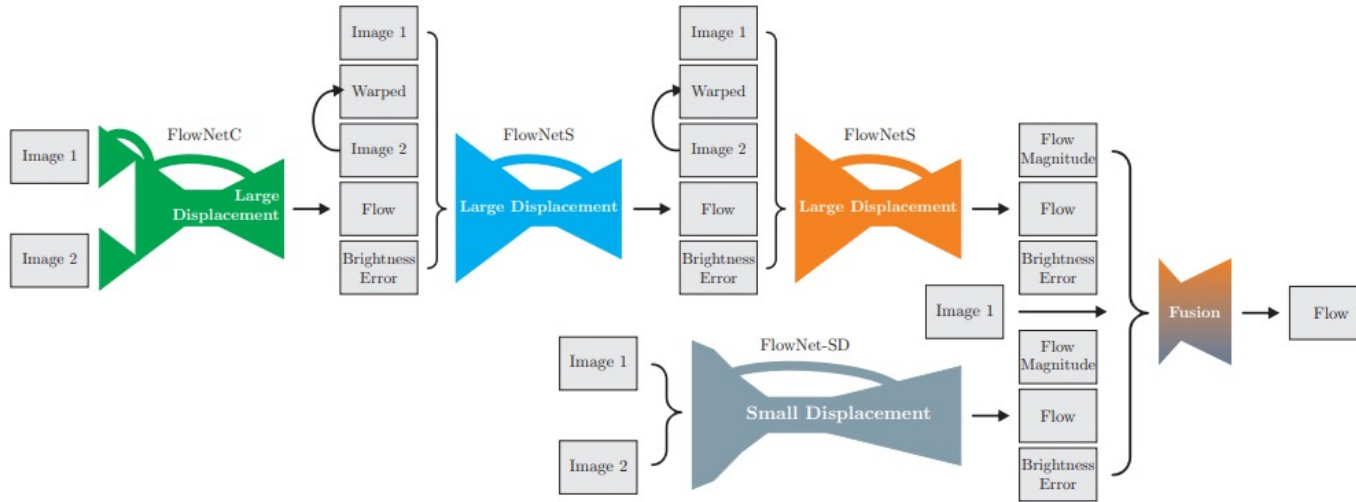 Image 1
Image 2
FlowNetC
Large
Displacement
Image 1
Warped
Image 2
Flow
Brightness
Error
FlowNetS
Large Displacement
Image 1
Warped
Image 2
Flow
Brightness
Error
FlowNetS
Large Displacement
Flow
Magnitude
Flow
Brightness
Error
Image 1
Image 1
Image 2
FlowNet-SD
Small Displacement
Flow
Magnitude
Flow
Brightness
Error
Fusion
Flow